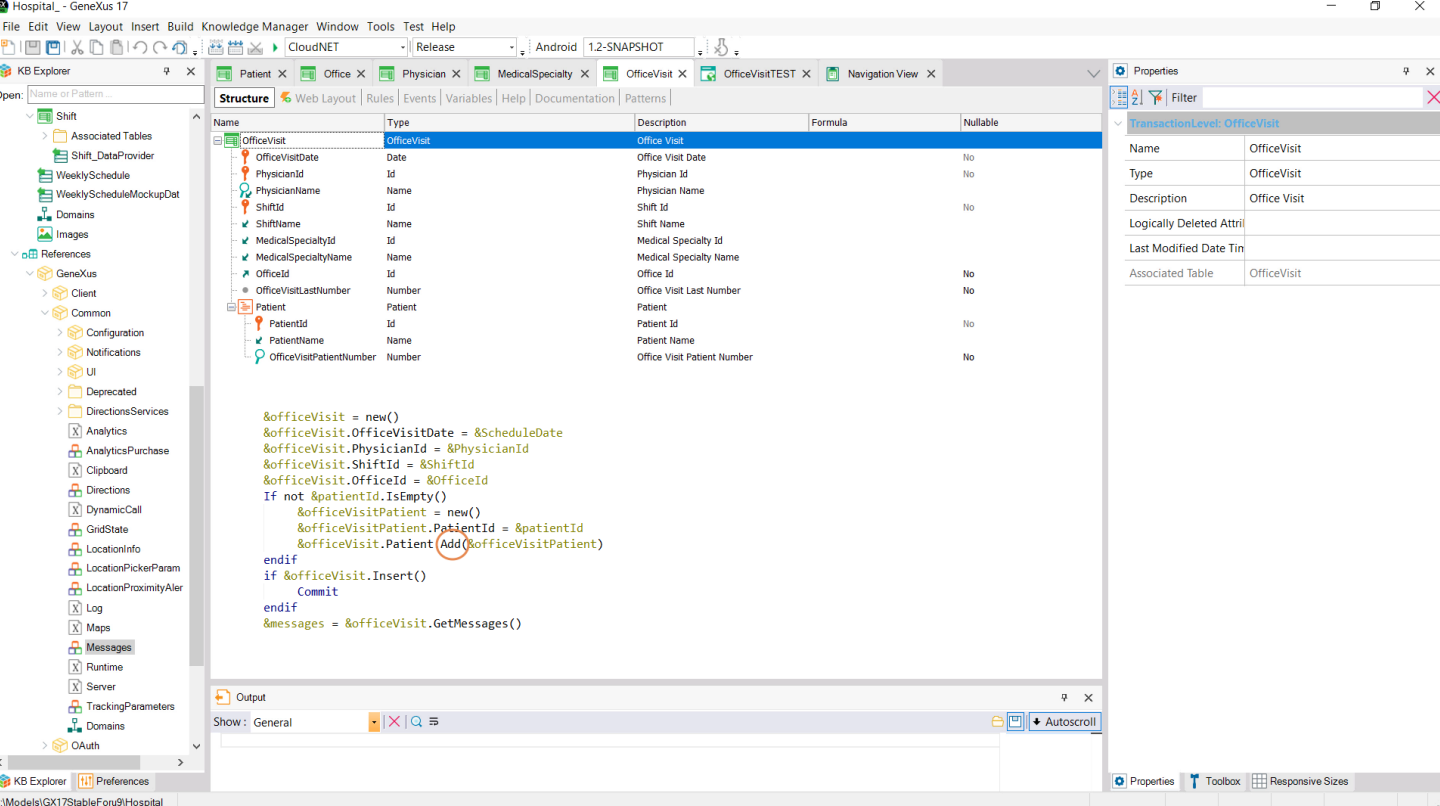 Hospital_ - GeneXus 17
File Edit View Layout Insert Build Knowledge Manager Window Tools Test Help
CloudNET Release Android 1.2-SNAPSHOT
KB Explorer
Open: Name or Pattern ...
Shift
Associated Tables
Shift_DataProvider
WeeklySchedule
WeeklyScheduleMockupDat
Domains
Images
References
GeneXus
Client
Common
Configuration
Notifications
UI
Deprecated
DirectionsServices
Analytics
AnalyticsPurchase
Clipboard
Directions
DynamicCall
GridState
LocationInfo
LocationPickerParam
LocationProximityAler
Log
Maps
Messages
Runtime
Server
TrackingParameters
Domains
OAuth
KB Explorer Preferences
Patient Office Physician MedicalSpecialty OfficeVisit OfficeVisitTEST Navigation View
Structure Web Layout Rules Events Variables Help Documentation Patterns
Name Type Description Formula Nullable
OfficeVisit OfficeVisit Office Visit
OfficeVisitDate Date Office Visit Date No
PhysicianId Id Physician Id No
PhysicianName Name Physician Name
ShiftId Id Shift Id No
ShiftName Name Shift Name
MedicalSpecialtyId Id Medical Specialty Id
MedicalSpecialtyName Name Medical Specialty Name
OfficeId Id Office Id No
OfficeVisitLastNumber Number Office Visit Last Number No
Patient Patient Patient
PatientId Id Patient Id No
PatientName Name Patient Name
OfficeVisitPatientNumber Number Office Visit Patient Number No
&officeVisit = new()
&officeVisit.OfficeVisitDate = &ScheduleDate
&officeVisit.PhysicianId = &PhysicianId
&officeVisit.ShiftId = &ShiftId
&officeVisit.OfficeId = &OfficeId
If not &patientId.IsEmpty()
&officeVisitPatient = new()
&officeVisitPatient.PatientId = &patientId
&officeVisit.Patient.Add(&officeVisitPatient)
endif
if &officeVisit.Insert()
Commit
endif
&messages = &officeVisit.GetMessages()
Output
Show : General Autoscroll
Properties
Filter
TransactionLevel: OfficeVisit
Name OfficeVisit
Type OfficeVisit
Description Office Visit
Logically Deleted Attril
Last Modified Date Tim
Associated Table OfficeVisit
Properties Toolbox Responsive Sizes
:\Models\GX17StableForu9\Hospital